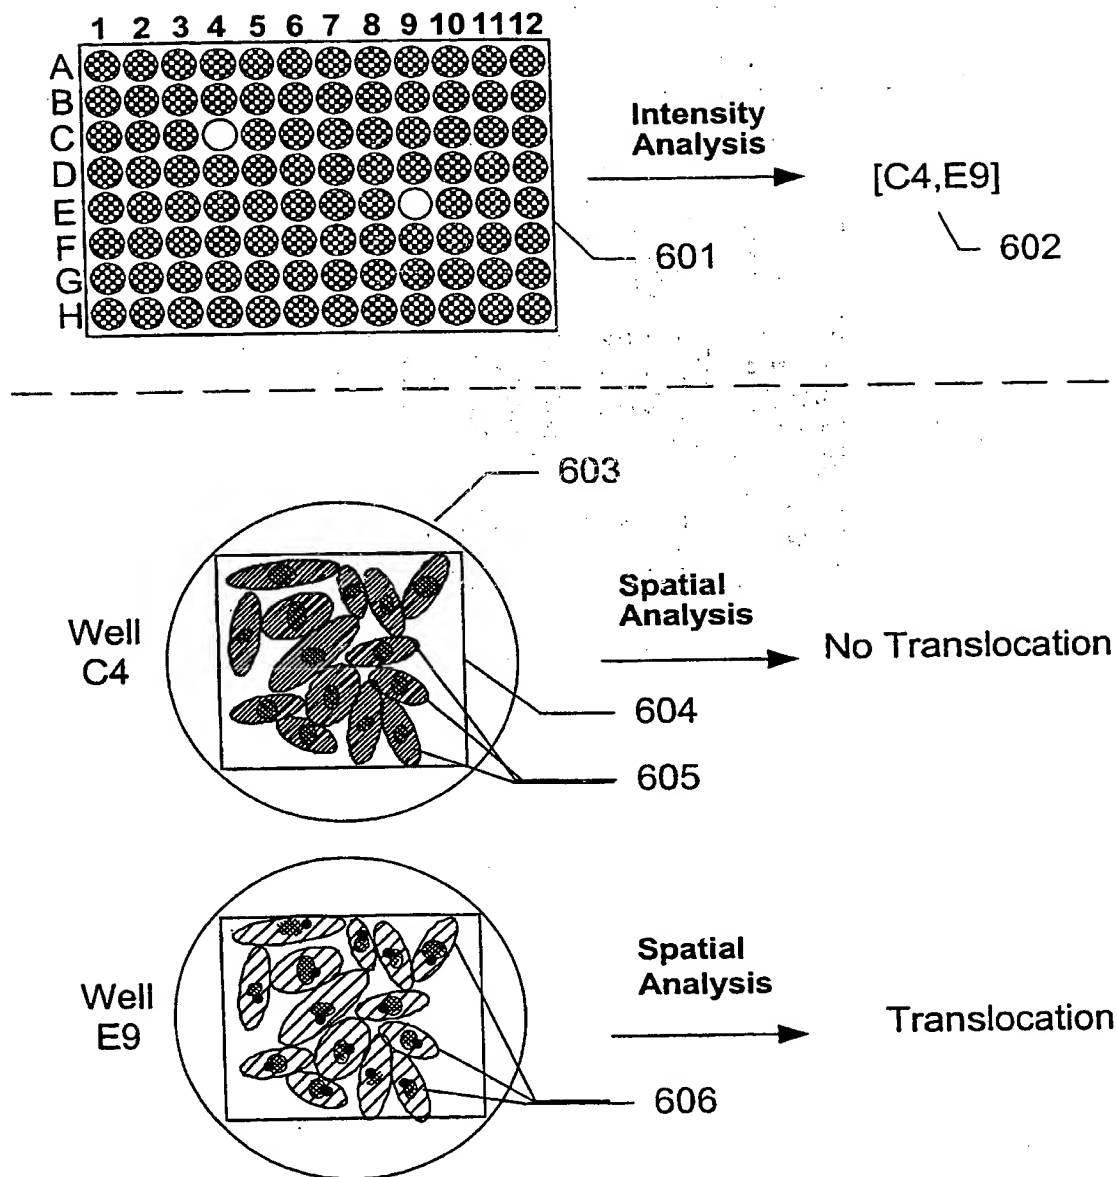 1 2 3 4 5 6 7 8 9 10 11 12
A
B
C
D
E
F
G
H
Intensity
Analysis
[C4,E9]
601
602
603
Well
C4
Spatial
Analysis
No Translocation
604
605
Well
E9
Spatial
Analysis
Translocation
606